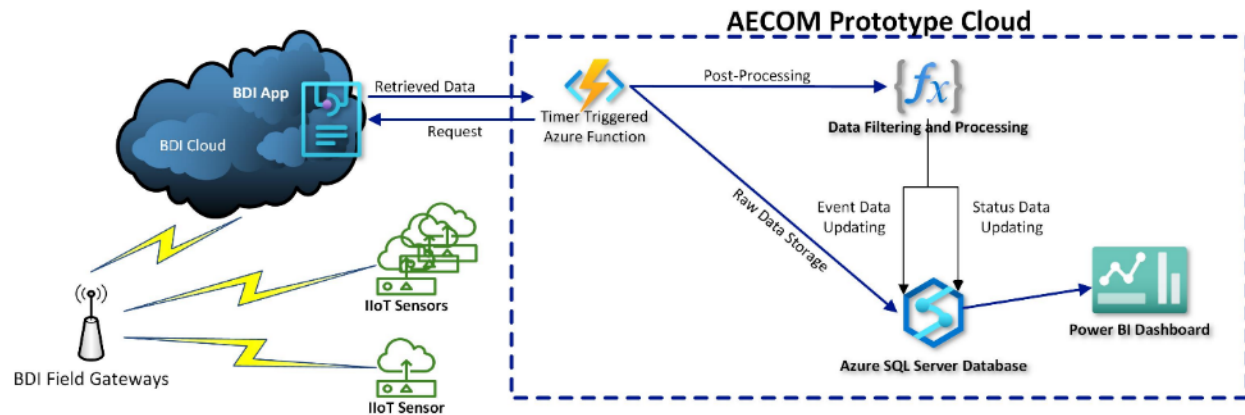 AECOM Prototype Cloud
BDI App
BDI Cloud
Retrieved Data
Request
Timer Triggered
Azure Function
Post-Processing
{fx}
Data Filtering and Processing
Raw Data Storage
Event Data
Updating
Status Data
Updating
IIoT Sensors
BDI Field Gateways
IIoT Sensor
Azure SQL Server Database
Power BI Dashboard